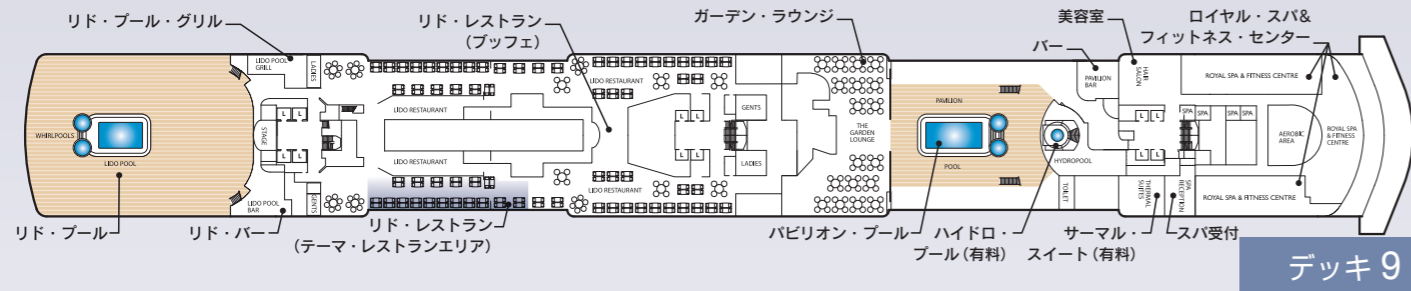 リド・プール・グリル
リド・レストラン
(ブッフェ)
ガーデン・ラウンジ
美容室
バー
ロイヤル・スパ&
フィットネス・センター
LIDO POOL
GRILL
LADIES
LIDO RESTAURANT
LIDO RESTAURANT
GENTS
PAVILION
BAR
HAIR
SALON
ROYAL SPA & FITNESS CENTRE
PAVILION
WHIRLPOOLS
STAGE
L L
L L
L L
SPA SPA SPA SPA
THE
GARDEN
LOUNGE
AEROBIC
AREA
ROYAL SPA
& FITNESS
CENTRE
LIDO POOL
L L
LIDO RESTAURANT
L L
LADIES
POOL
HYDROPOOL
L L
LIDO RESTAURANT
LIDO POOL
BAR
GENTS
TOILET
THERMAL
SUITES
SPA
RECEPTION
ROYAL SPA & FITNESS CENTRE
リド・プール
リド・バー
リド・レストラン
(テーマ・レストランエリア)
パビリオン・プール
ハイドロ・
プール(有料)
サーマル・
スイート(有料)
スパ受付
デッキ 9